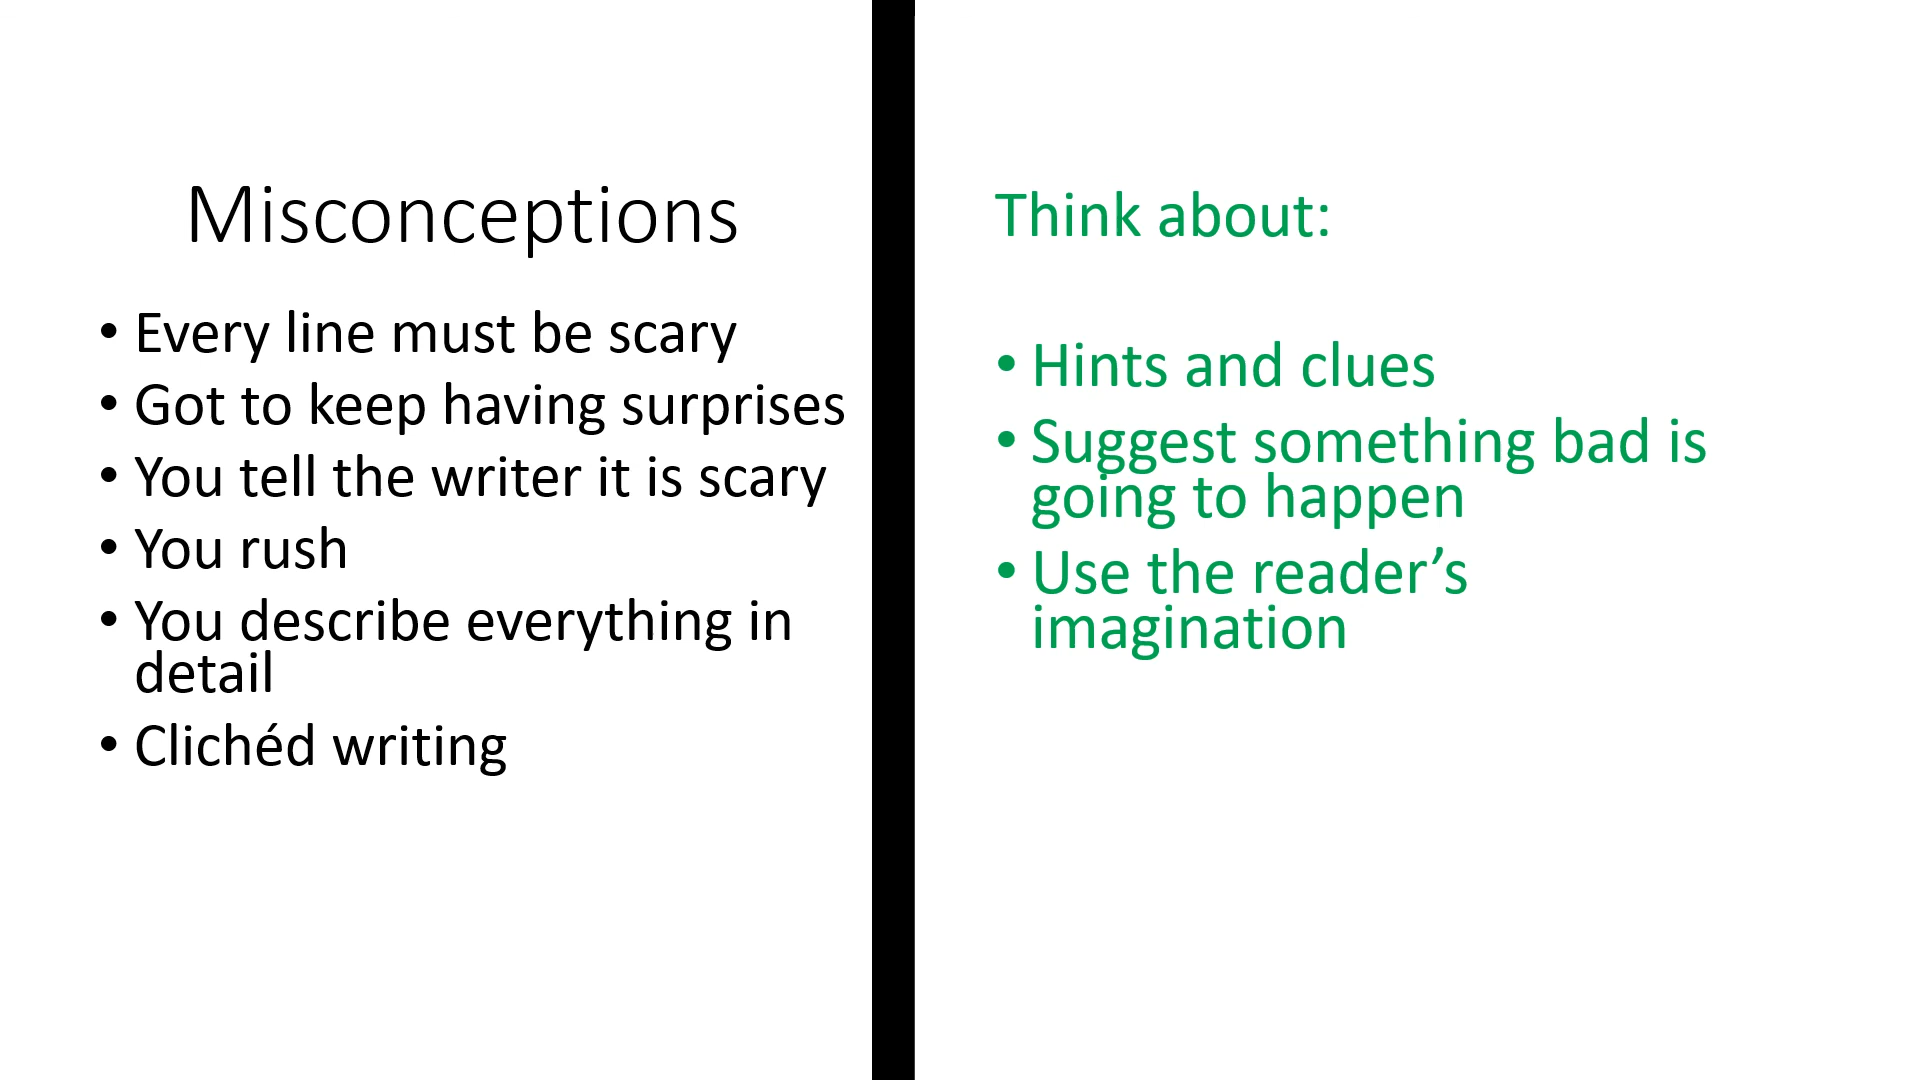 Misconceptions
• Every line must be scary
• Got to keep having surprises
• You tell the writer it is scary
• You rush
• You describe everything in
detail
• Clichéd writing
Think about:
• Hints and clues
• Suggest something bad is
going to happen
• Use the reader’s
imagination